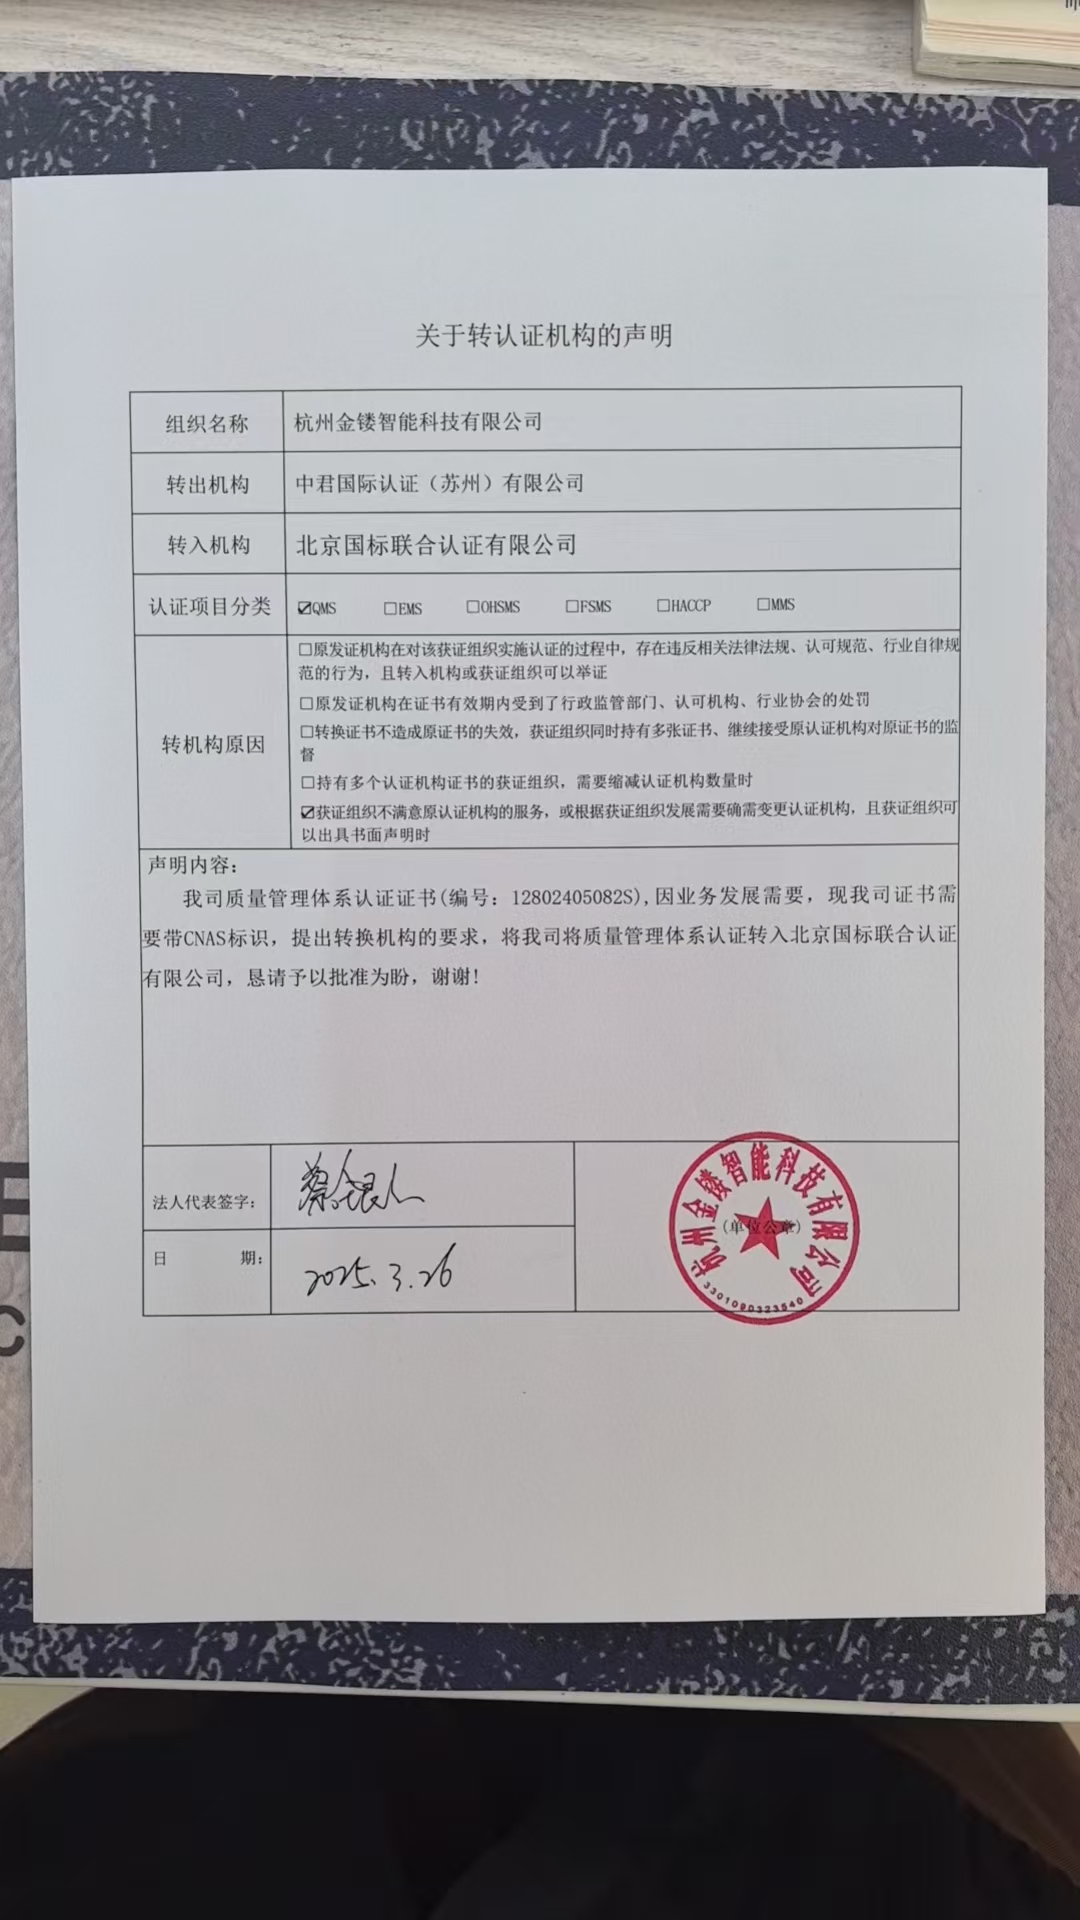 关于转认证机构的声明
组织名称 杭州金镂智能科技有限公司
转出机构 中君国际认证（苏州）有限公司
转入机构 北京国标联合认证有限公司
认证项目分类 ☑QMS □EMS □OHSMS □FSMS □HACCP □MMS
转机构原因
□原发证机构在对该获证组织实施认证的过程中，存在违反相关法律法规、认可规范、行业自律规
范的行为，且转入机构或获证组织可以举证
□原发证机构在证书有效期内受到了行政监管部门、认可机构、行业协会的处罚
□转换证书不造成原证书的失效，获证组织同时持有多张证书、继续接受原认证机构对原证书的监
督
□持有多个认证机构证书的获证组织，需要缩减认证机构数量时
☑获证组织不满意原认证机构的服务，或根据获证组织发展需要确需变更认证机构，且获证组织可
以出具书面声明时
声明内容：
我司质量管理体系认证证书(编号：12802405082S),因业务发展需要，现我司证书需
要带CNAS标识，提出转换机构的要求，将我司将质量管理体系认证转入北京国标联合认证
有限公司，恳请予以批准为盼，谢谢!
法人代表签字：
日 期： 2025.3.26
杭州金镂智能科技有限公司
(单位公章)
3301090323540
E
C